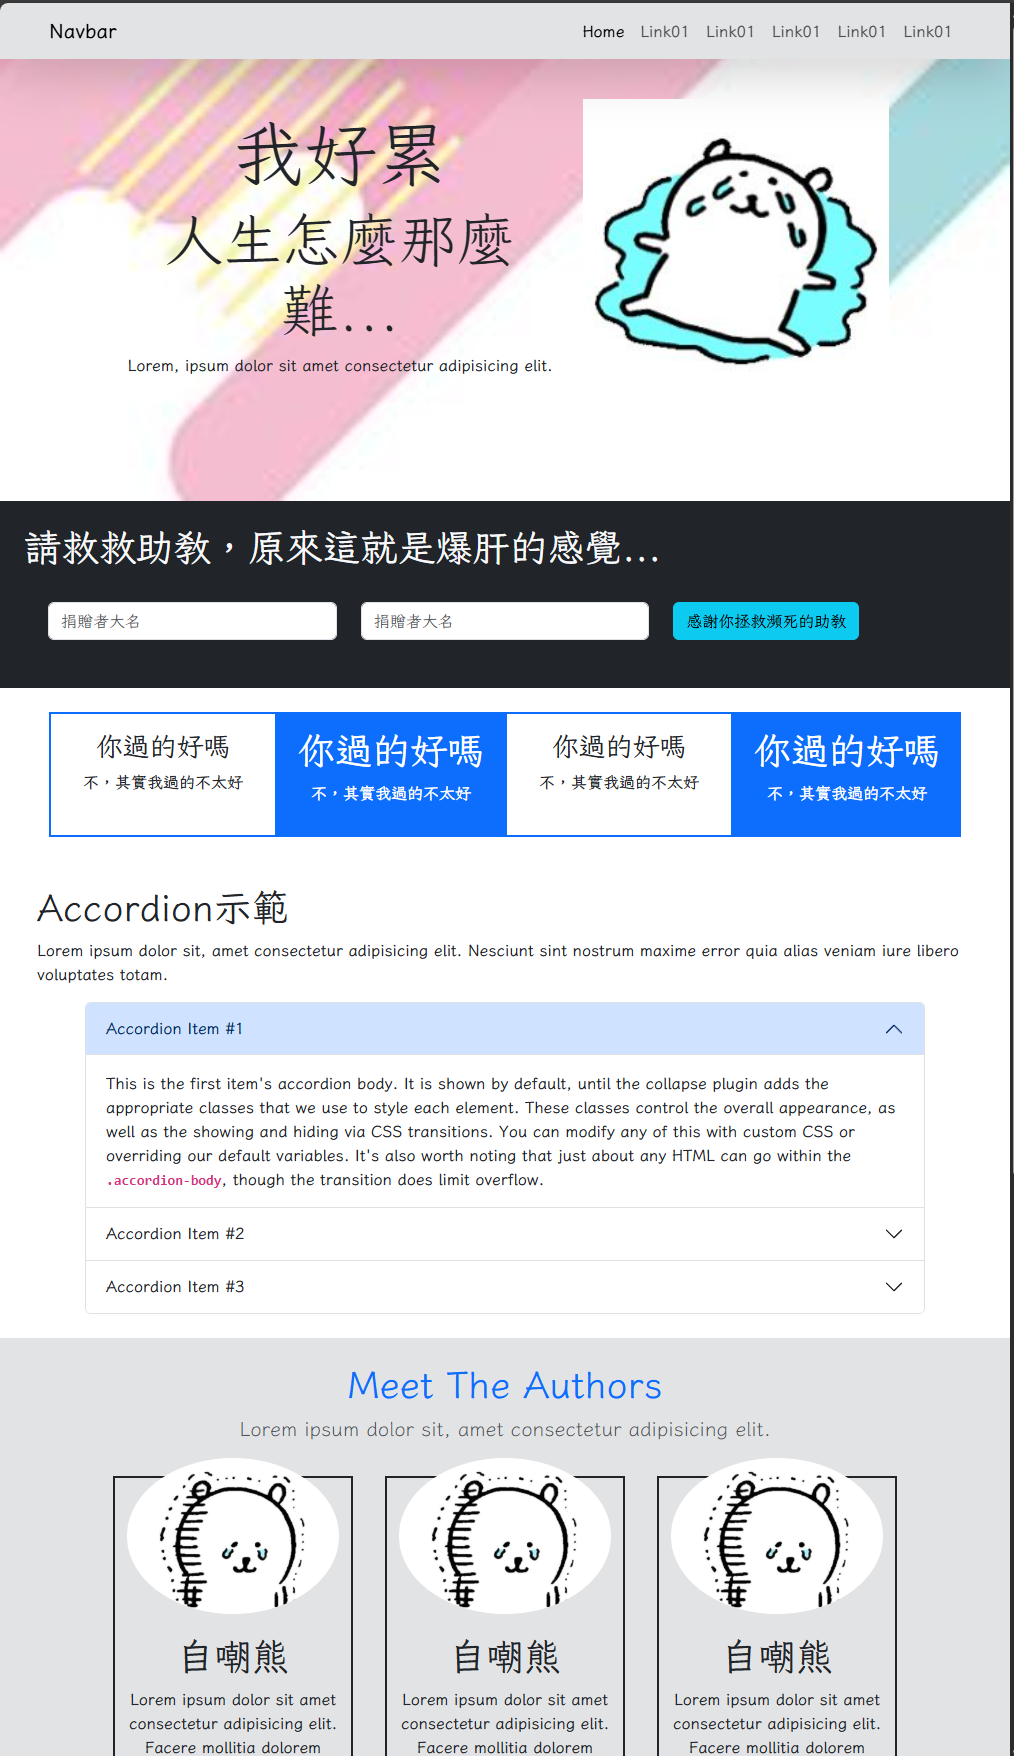 Navbar
Home Link01 Link01 Link01 Link01 Link01
我好累
人生怎麼那麼
難...
Lorem, ipsum dolor sit amet consectetur adipisicing elit.
請救救助教，原來這就是爆肝的感覺...
捐贈者大名 捐贈者大名 感謝你拯救瀕死的助教
你過的好嗎 你過的好嗎 你過的好嗎 你過的好嗎
不，其實我過的不太好 不，其實我過的不太好 不，其實我過的不太好 不，其實我過的不太好
Accordion示範
Lorem ipsum dolor sit, amet consectetur adipisicing elit. Nesciunt sint nostrum maxime error quia alias veniam iure libero
voluptates totam.
Accordion Item #1
This is the first item's accordion body. It is shown by default, until the collapse plugin adds the
appropriate classes that we use to style each element. These classes control the overall appearance, as
well as the showing and hiding via CSS transitions. You can modify any of this with custom CSS or
overriding our default variables. It's also worth noting that just about any HTML can go within the
.accordion-body, though the transition does limit overflow.
Accordion Item #2
Accordion Item #3
Meet The Authors
Lorem ipsum dolor sit, amet consectetur adipisicing elit.
自嘲熊 自嘲熊 自嘲熊
Lorem ipsum dolor sit amet Lorem ipsum dolor sit amet Lorem ipsum dolor sit amet
consectetur adipisicing elit. consectetur adipisicing elit. consectetur adipisicing elit.
Facere mollitia dolorem Facere mollitia dolorem Facere mollitia dolorem